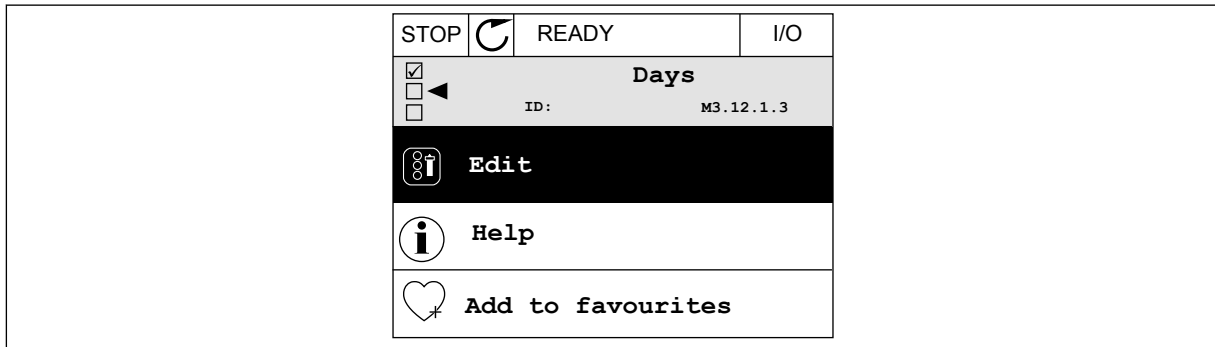 STOP READY I/O
Days
ID: M3.12.1.3
Edit
Help
Add to favourites